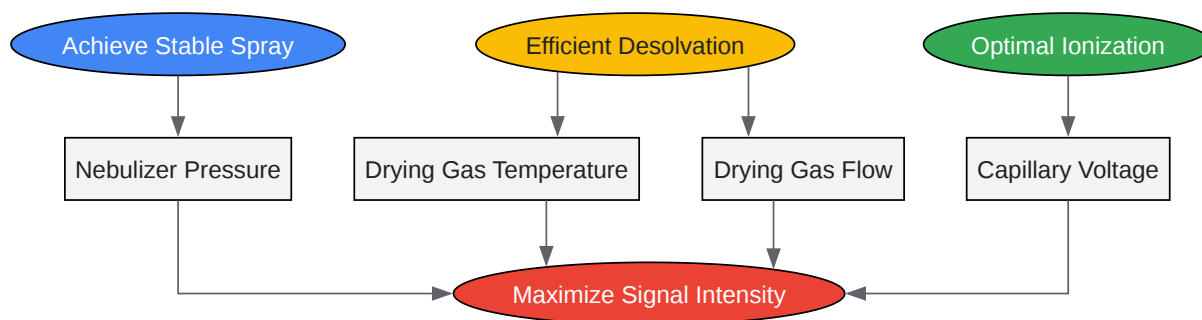 Achieve Stable Spray
Efficient Desolvation
Optimal Ionization
Nebulizer Pressure
Drying Gas Temperature
Drying Gas Flow
Capillary Voltage
Maximize Signal Intensity